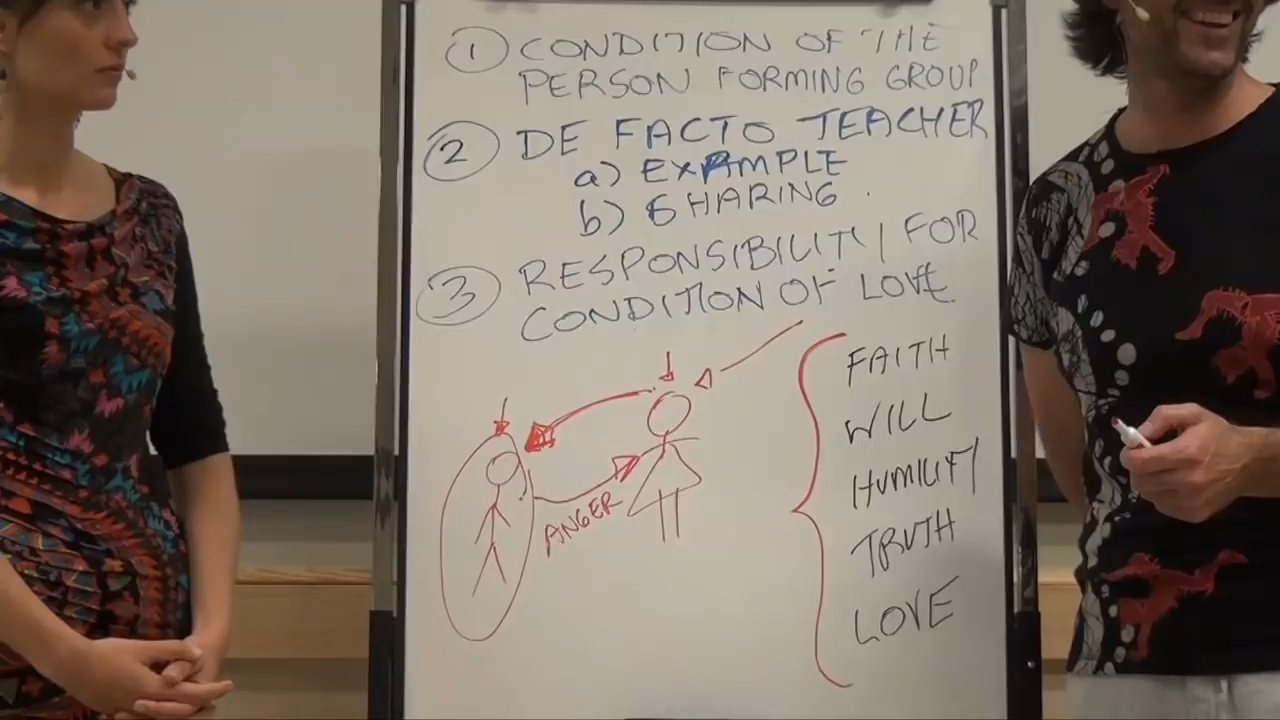 1 CONDITION OF THE
PERSON FORMING GROUP
2 DE FACTO TEACHER
a) EXAMPLE
b) SHARING
3 RESPONSIBILITY FOR
CONDITION OF LOVE
FAITH
WILL
HUMILITY
TRUTH
LOVE
ANGER